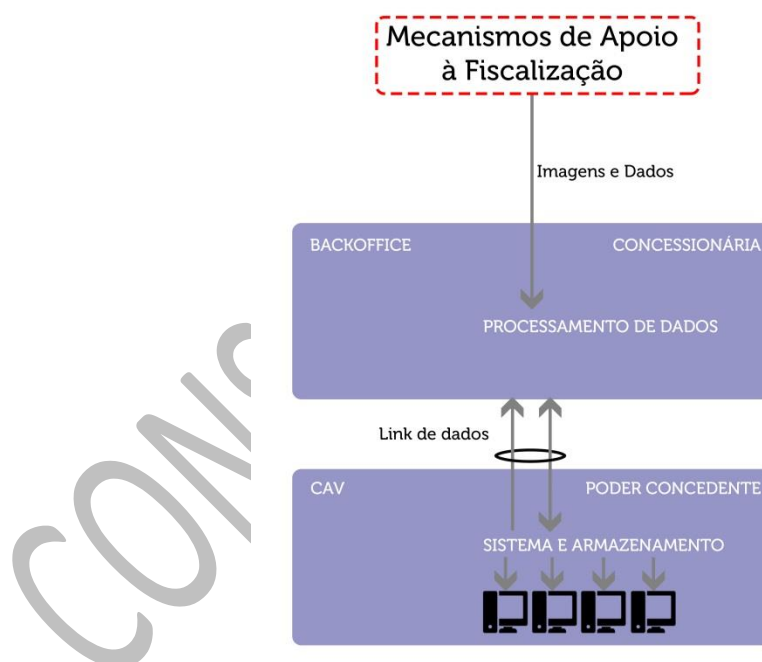 Mecanismos de Apoio
à Fiscalização
Imagens e Dados
BACKOFFICE CONCESSIONÁRIA
PROCESSAMENTO DE DADOS
Link de dados
CAV PODER CONCEDENTE
SISTEMA E ARMAZENAMENTO